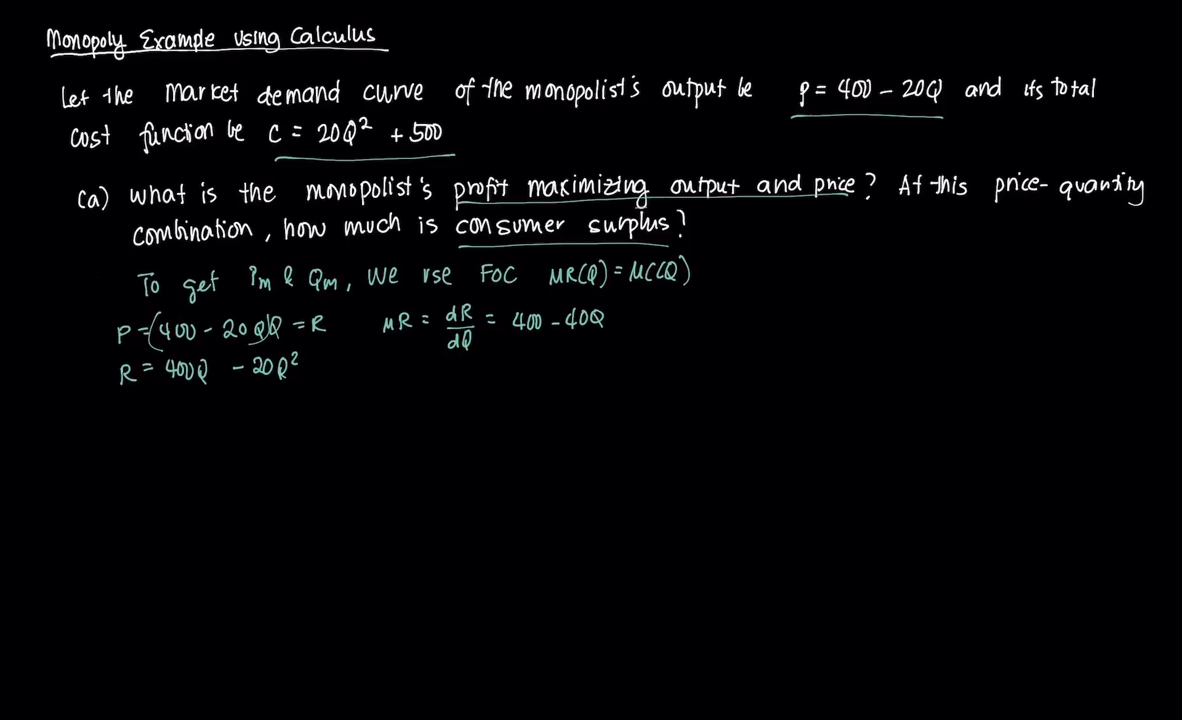 Monopoly Example Using Calculus
Let the market demand curve of the monopolist's output be P = 400 - 20Q and its total
cost function be C = 20Q² + 500
(a) What is the monopolist's profit maximizing output and price? At this price-quantity
combination, how much is consumer surplus?
To get Pm & Qm, we use FOC MR(Q) = MC(Q)
P = (400 - 20Q)Q = R MR = dR/dQ = 400 - 40Q
R = 400Q - 20Q²